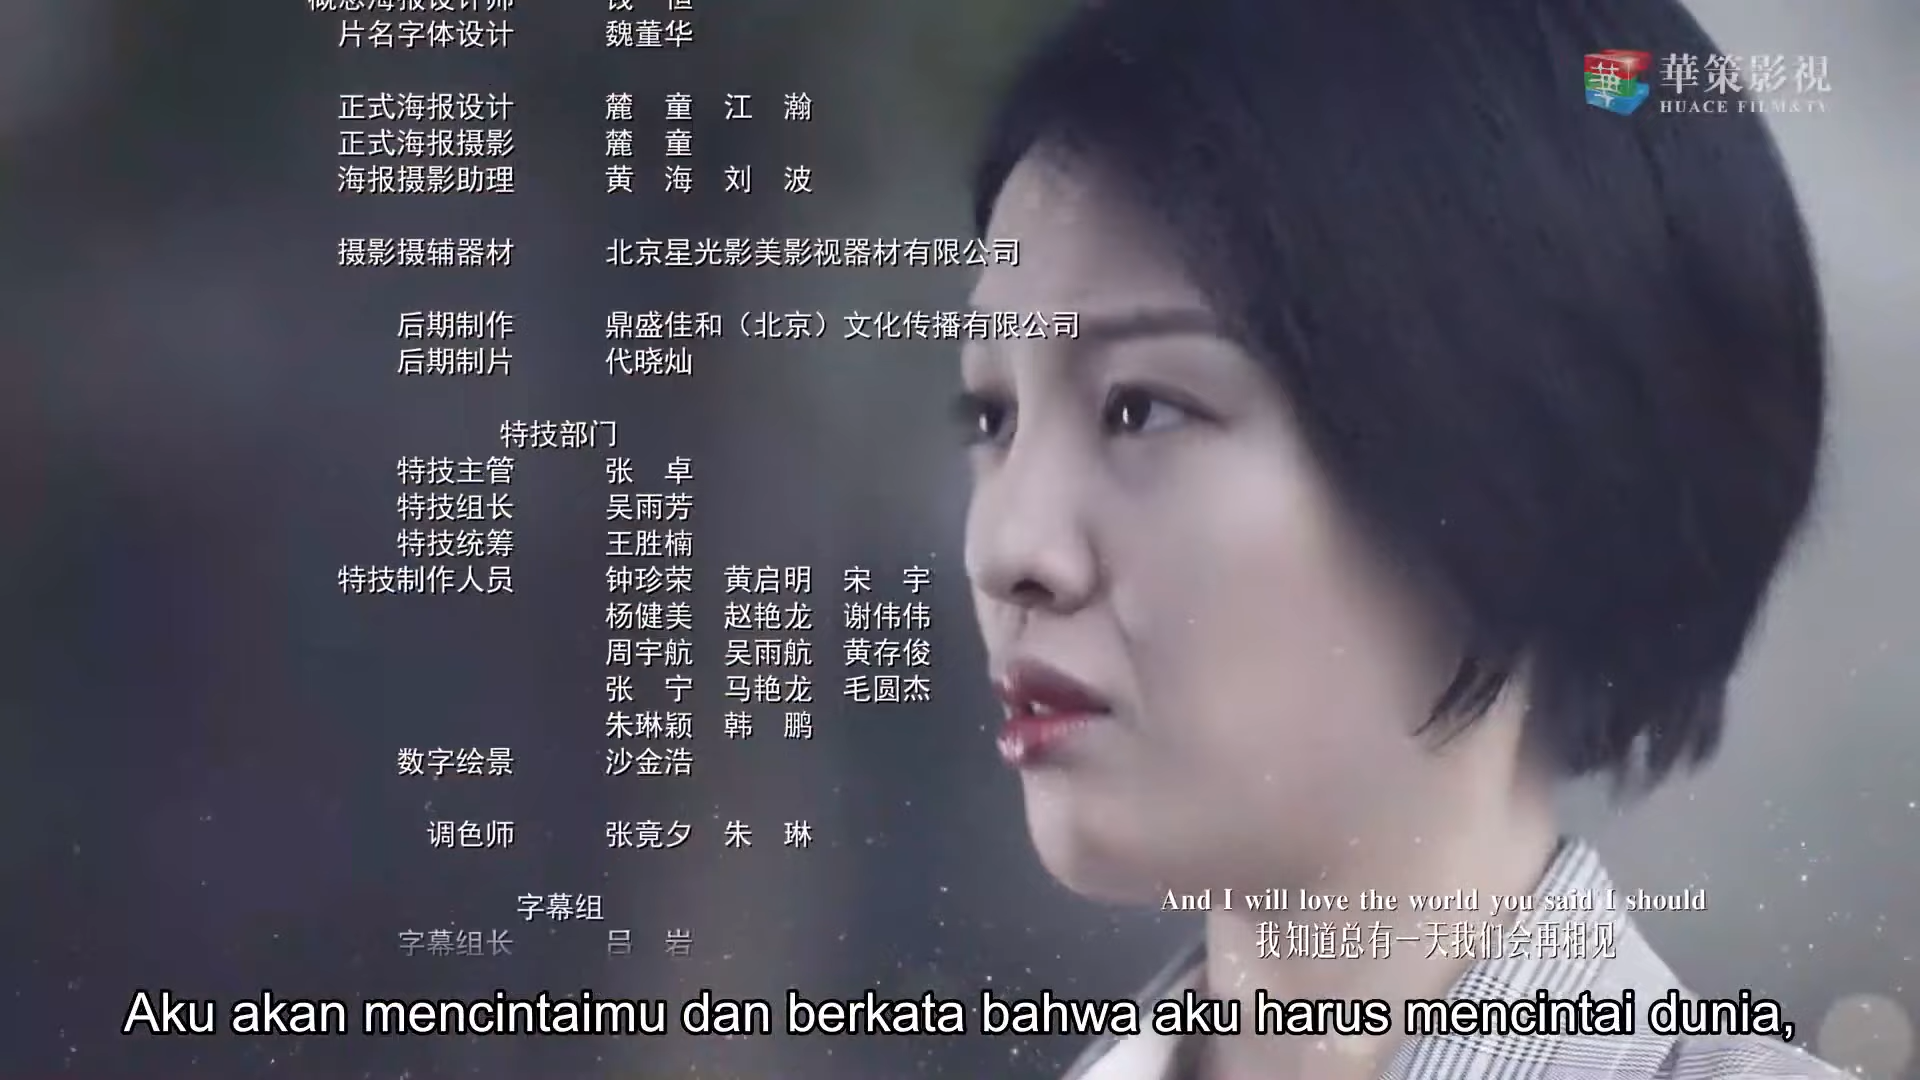 片名字体设计 魏董华
正式海报设计 麓 童 江 瀚
正式海报摄影 麓 童
海报摄影助理 黄 海 刘 波
摄影摄辅器材 北京星光影美影视器材有限公司
后期制作 鼎盛佳和（北京）文化传播有限公司
后期制片 代晓灿
特技部门
特技主管 张 卓
特技组长 吴雨芳
特技统筹 王胜楠
特技制作人员 钟珍荣 黄启明 宋 宇
杨健美 赵艳龙 谢伟伟
周宇航 吴雨航 黄存俊
张 宁 马艳龙 毛圆杰
朱琳颖 韩 鹏
数字绘景 沙金浩
调色师 张竟夕 朱 琳
字幕组
字幕组长 吕 岩
華策影視
HUACE FILM&TV
And I will love the world you said I should
我知道总有一天我们会再相见
Aku akan mencintaimu dan berkata bahwa aku harus mencintai dunia,